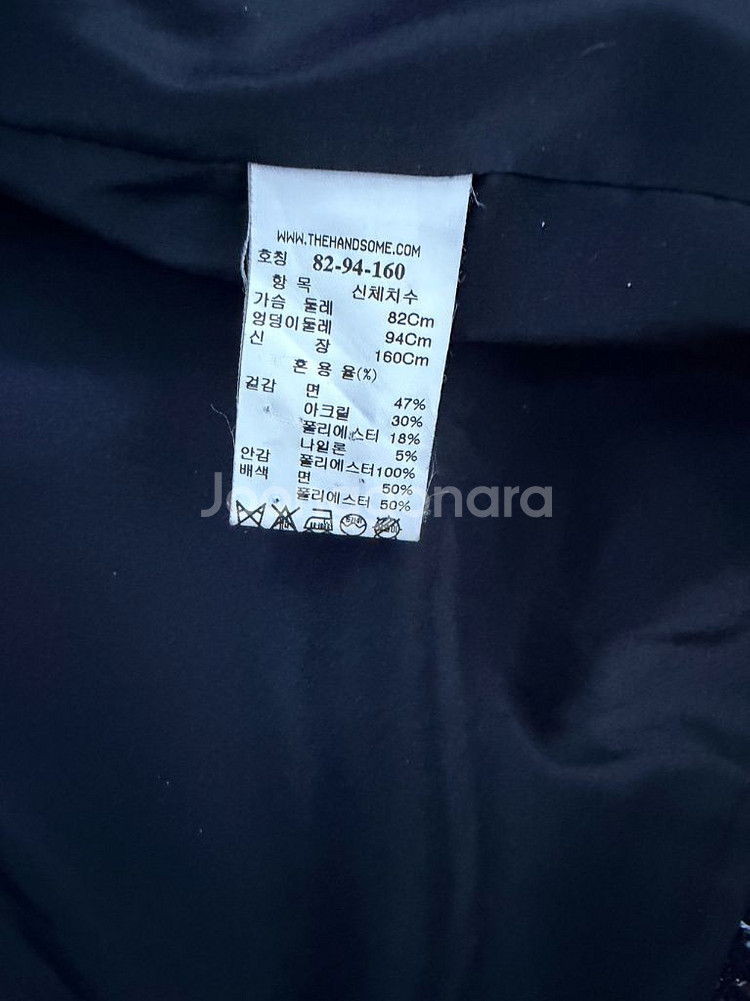 WWW.THEHANDSOME.COM
호칭 82-94-160
항 목 신체치수
가슴 둘레 82Cm
엉덩이둘레 94Cm
신 장 160Cm
혼 용 율(%)
겉감 면 47%
아크릴 30%
폴리에스터 18%
나일론 5%
안감 폴리에스터100%
배색 면 50%
폴리에스터 50%